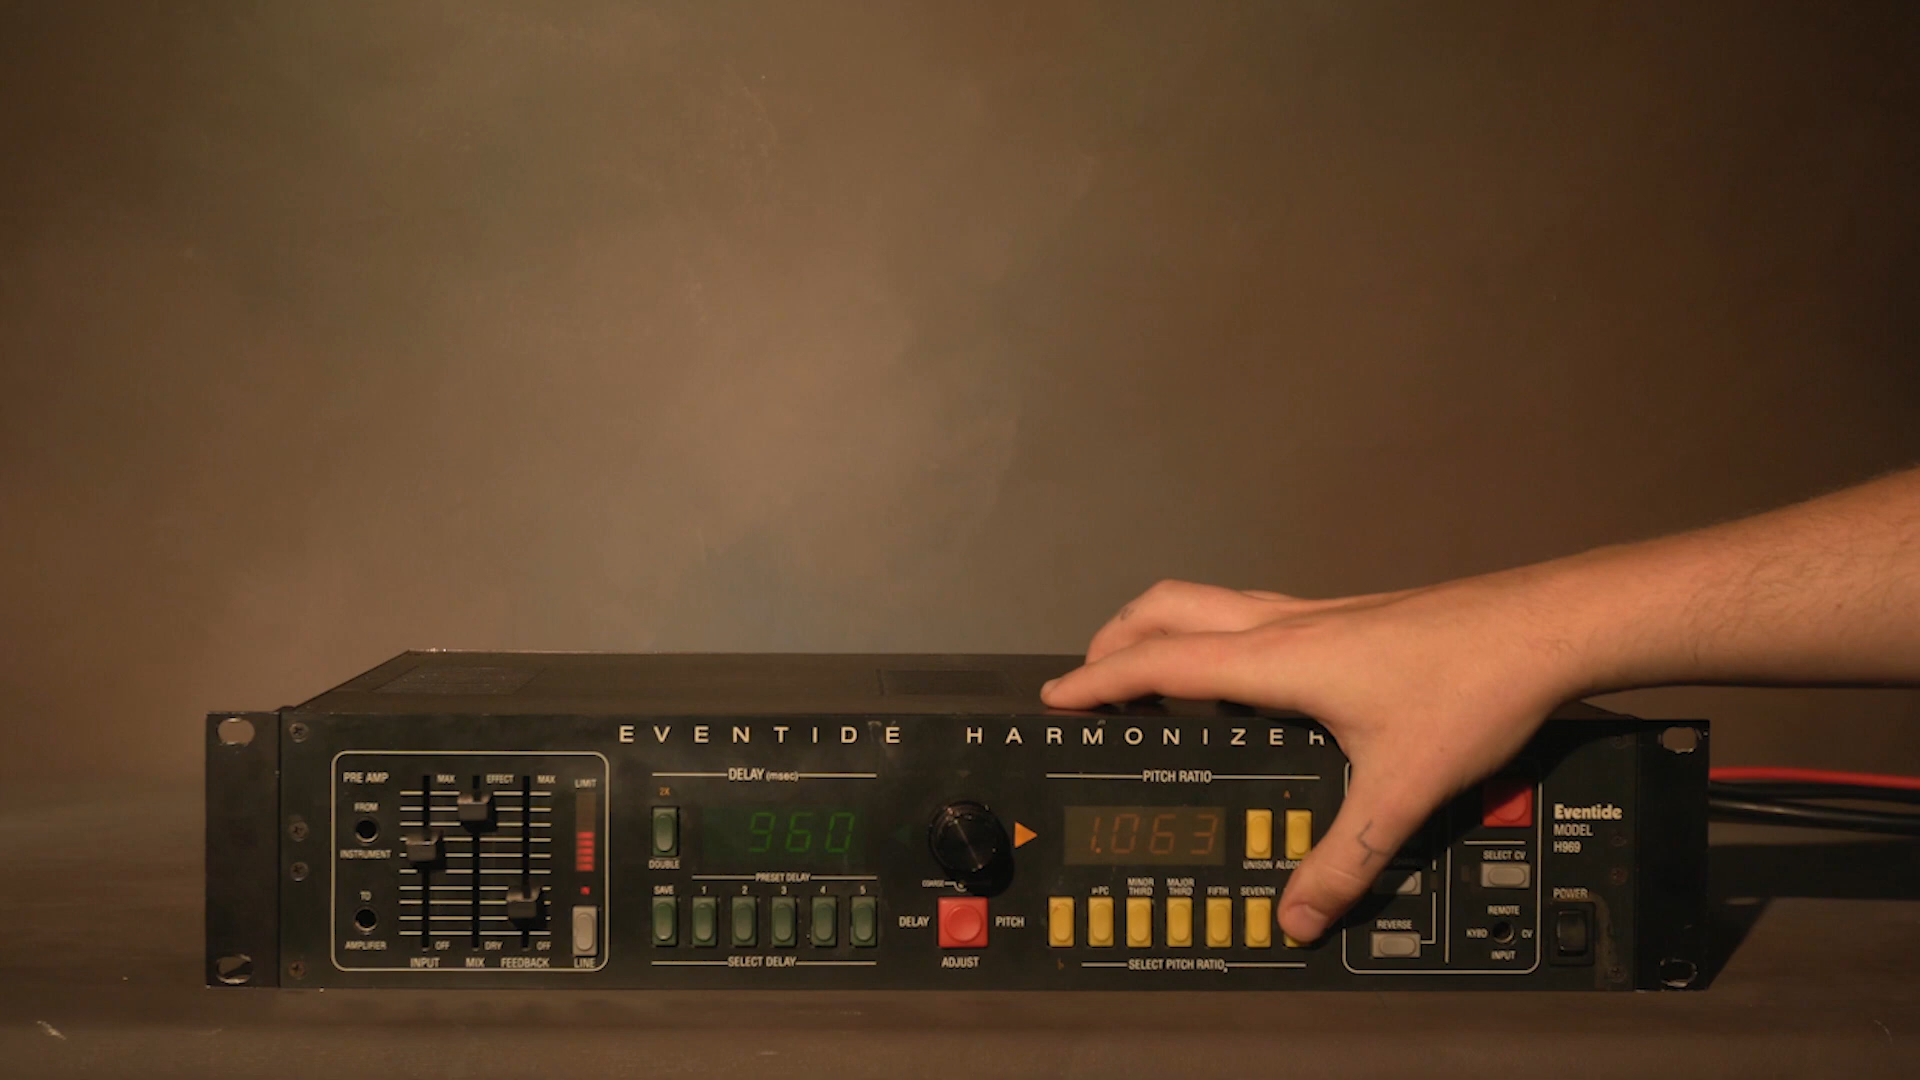 EVENTIDE HARMONIZER
PRE AMP
FROM
INSTRUMENT
TO
AMPLIFIER
MAX EFFECT MAX
OFF DRY OFF
INPUT MIX FEEDBACK
LIMIT
IN
LINE
DELAY (msec)
2X
DOUBLE
960
PRESET DELAY
SAVE 1 2 3 4 5
SELECT DELAY
COARSE
DELAY PITCH
ADJUST
PITCH RATIO
1.063
UNISON
MINOR THIRD
MAJOR THIRD
FIFTH
SEVENTH
♭
SELECT PITCH RATIO
REVERSE
SELECT CV
REMOTE
KYBD CV
INPUT
Eventide
MODEL
H969
POWER